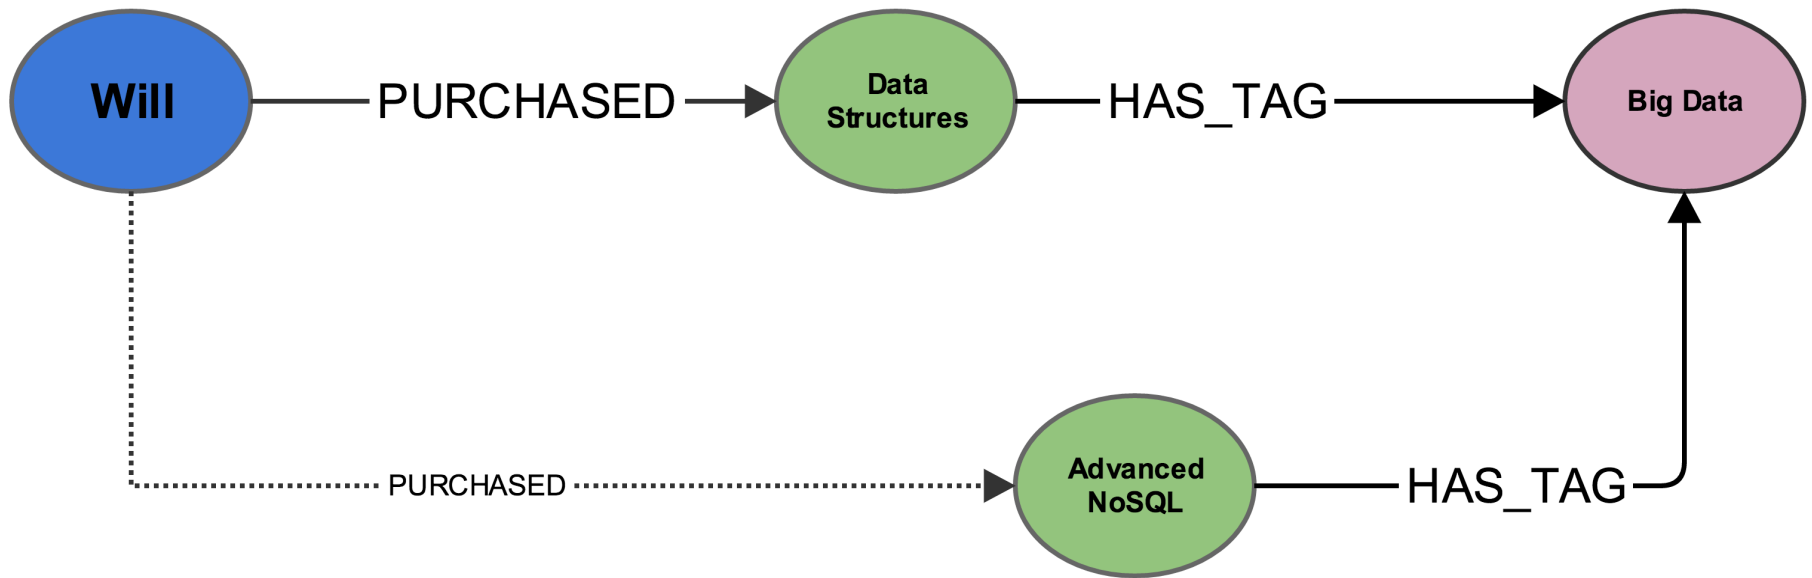 Will
PURCHASED
Data
Structures
HAS_TAG
Big Data
PURCHASED
Advanced
NoSQL
HAS_TAG